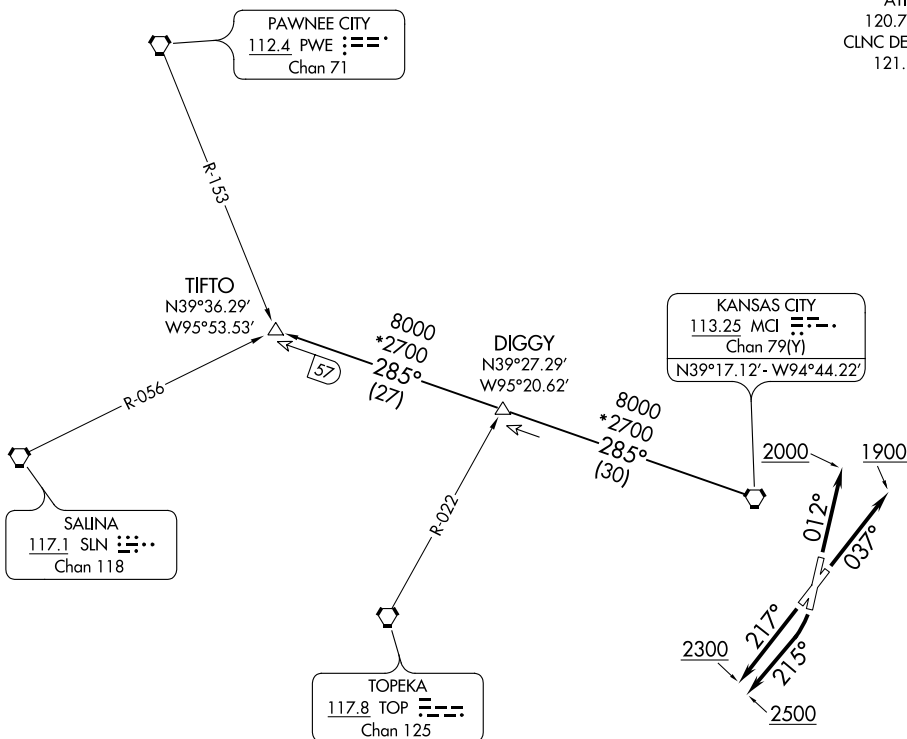 PAWNEE CITY
112.4 PWE
Chan 71
120.7
CLNC DE
121.
R-153
TIFTO
N39°36.29'
W95°53.53'
8000
*2700
285°
(27)
57
DIGGY
N39°27.29'
W95°20.62'
8000
*2700
285°
(30)
KANSAS CITY
113.25 MCI
Chan 79(Y)
N39°17.12'- W94°44.22'
R-056
R-022
2000
1900
012°
037°
SALINA
117.1 SLN
Chan 118
217°
215°
2300
2500
TOPEKA
117.8 TOP
Chan 125